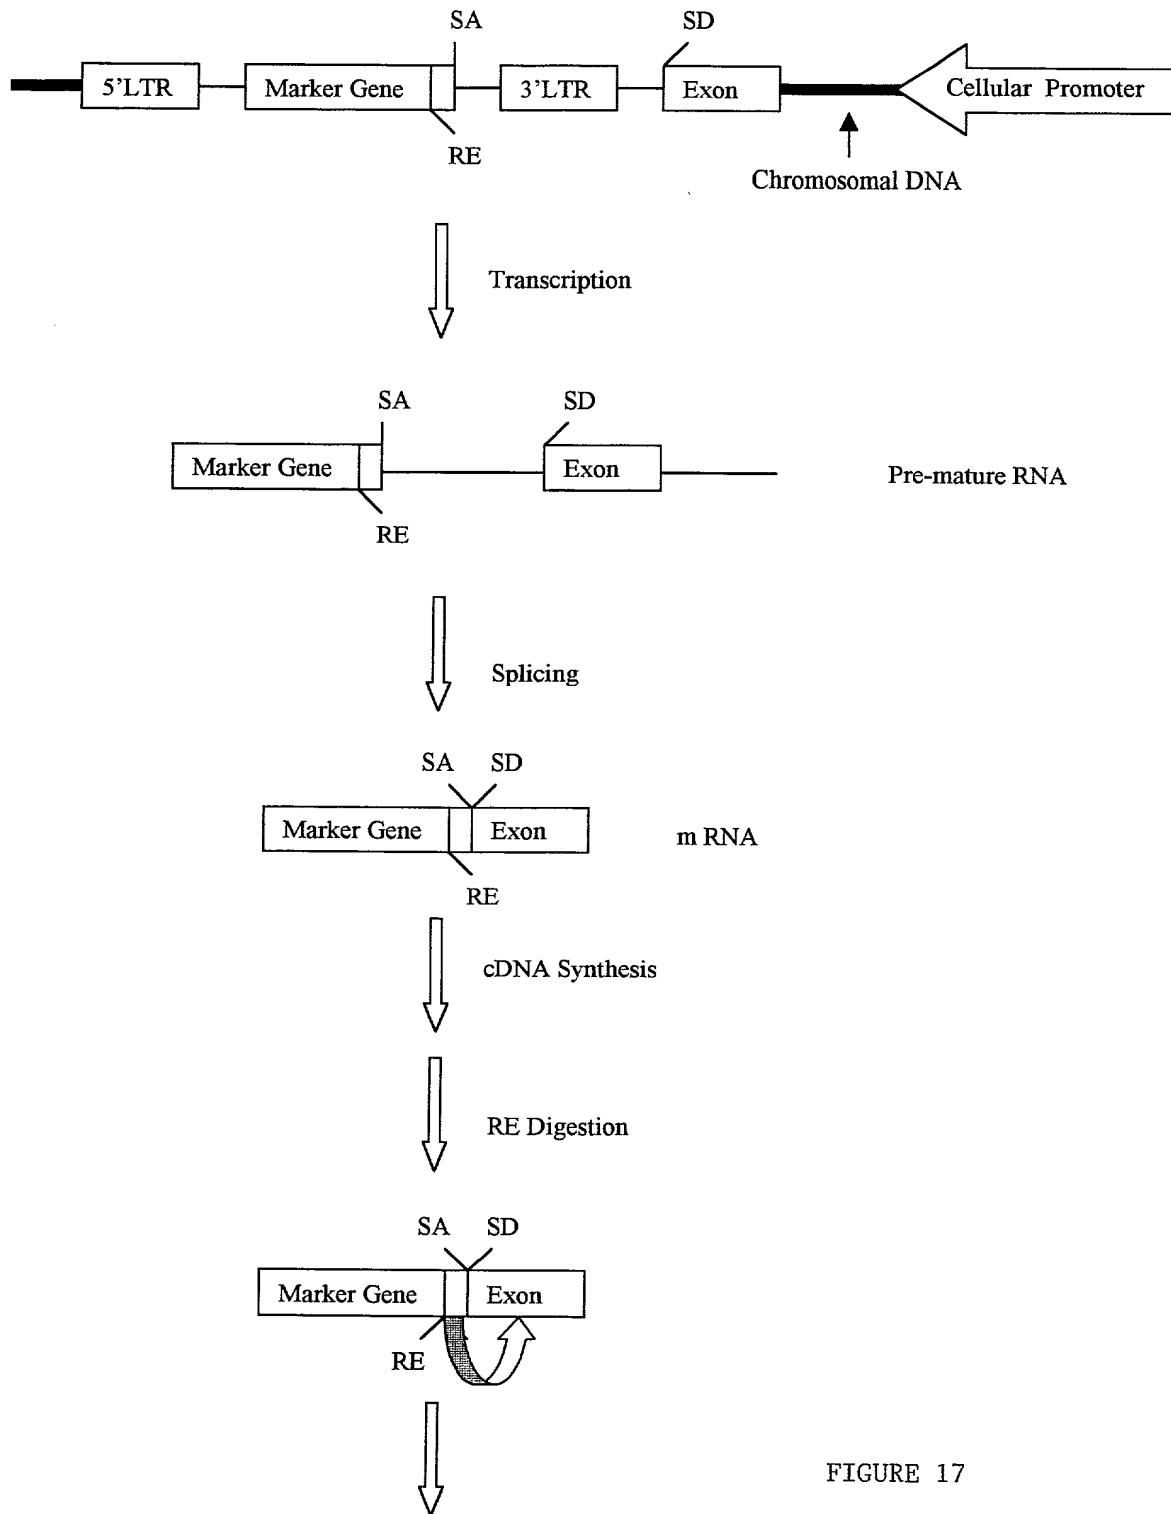 SA SD
5'LTR Marker Gene 3'LTR Exon Cellular Promoter
RE
Chromosomal DNA
Transcription
SA SD
Marker Gene Exon Pre-mature RNA
RE
Splicing
SA SD
Marker Gene Exon m RNA
RE
cDNA Synthesis
RE Digestion
SA SD
Marker Gene Exon
RE
FIGURE 17